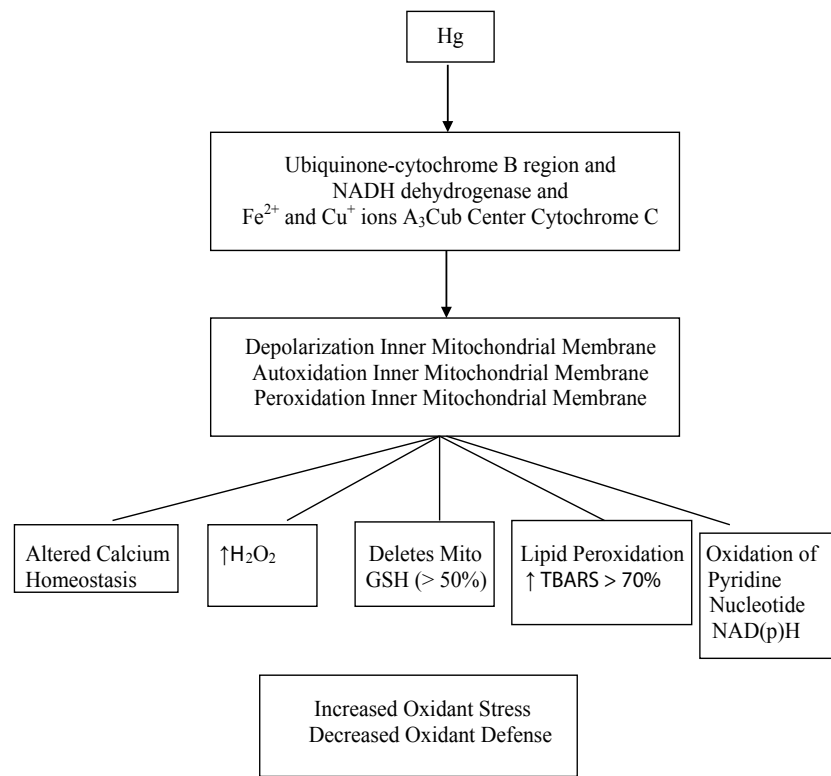 Hg
Ubiquinone-cytochrome B region and
NADH dehydrogenase and
Fe²⁺ and Cu⁺ ions A₃Cub Center Cytochrome C
Depolarization Inner Mitochondrial Membrane
Autoxidation Inner Mitochondrial Membrane
Peroxidation Inner Mitochondrial Membrane
Altered Calcium
Homeostasis
↑H₂O₂
Deletes Mito
GSH (> 50%)
Lipid Peroxidation
↑ TBARS > 70%
Oxidation of
Pyridine
Nucleotide
NAD(p)H
Increased Oxidant Stress
Decreased Oxidant Defense